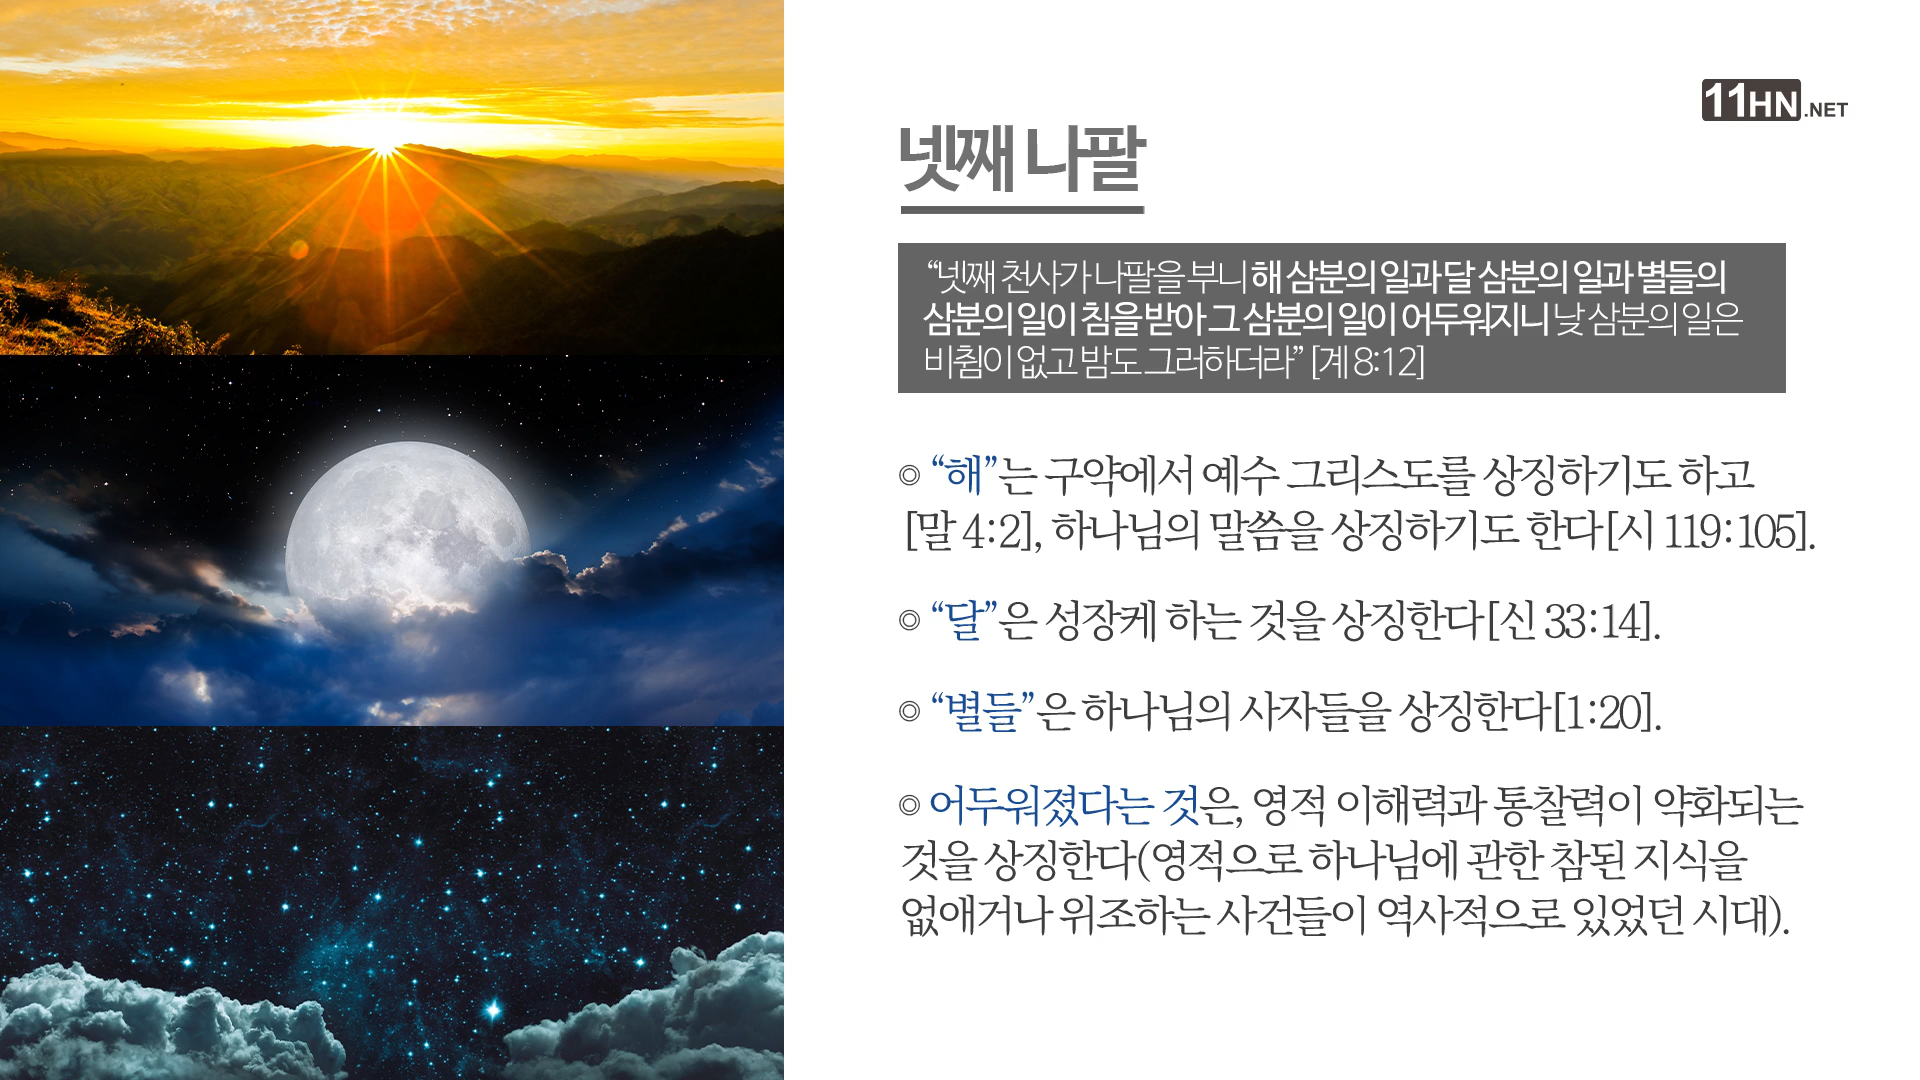 11HN.NET
넷째 나팔
“넷째 천사가 나팔을 부니 해 삼분의 일과 달 삼분의 일과 별들의
삼분의 일이 침을 받아 그 삼분의 일이 어두워지니 낮 삼분의 일은
비췸이 없고 밤도 그러하더라” [계 8:12]
◎ “해”는 구약에서 예수 그리스도를 상징하기도 하고
[말 4:2], 하나님의 말씀을 상징하기도 한다[시 119:105].
◎ “달”은 성장케 하는 것을 상징한다[신 33:14].
◎ “별들”은 하나님의 사자들을 상징한다[1:20].
◎ 어두워졌다는 것은, 영적 이해력과 통찰력이 약화되는
것을 상징한다(영적으로 하나님에 관한 참된 지식을
없애거나 위조하는 사건들이 역사적으로 있었던 시대).